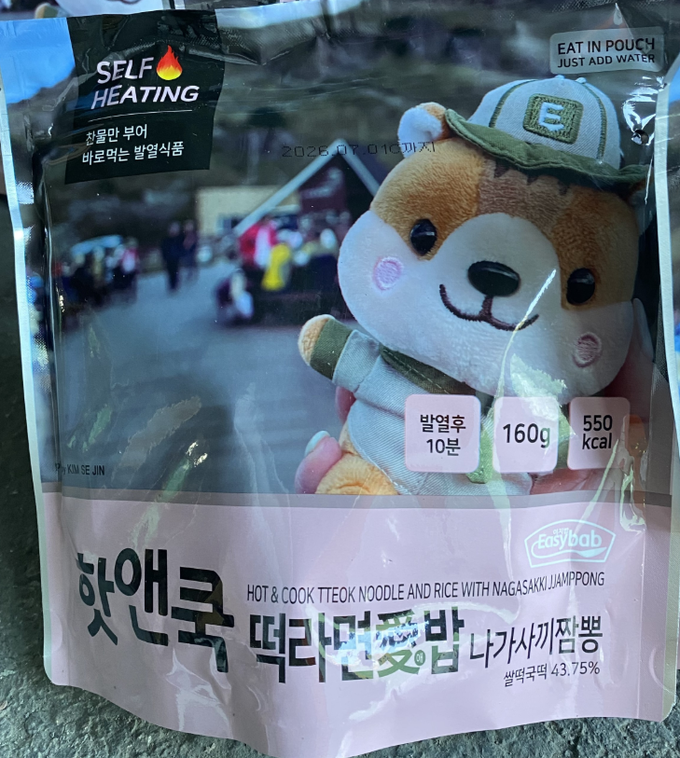 SELF
HEATING
찬물만 부어
바로먹는 발열식품
EAT IN POUCH
JUST ADD WATER
E
2026.07.01까지
발열후
10분
160g
550
kcal
KIM SE JIN
이지밥
Easybab
핫앤쿡
HOT & COOK TTEOK NOODLE AND RICE WITH NAGASAKKI JJAMPPONG
떡라면愛밥 나가사끼짬뽕
쌀떡국떡 43.75%